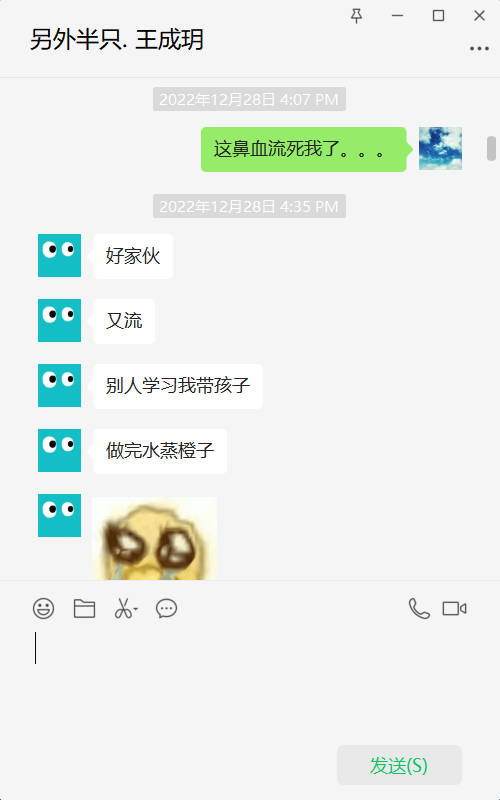 另外半只. 王成玥
2022年12月28日 4:07 PM
这鼻血流死我了。。。
2022年12月28日 4:35 PM
好家伙
又流
别人学习我带孩子
做完水蒸橙子
发送(S)